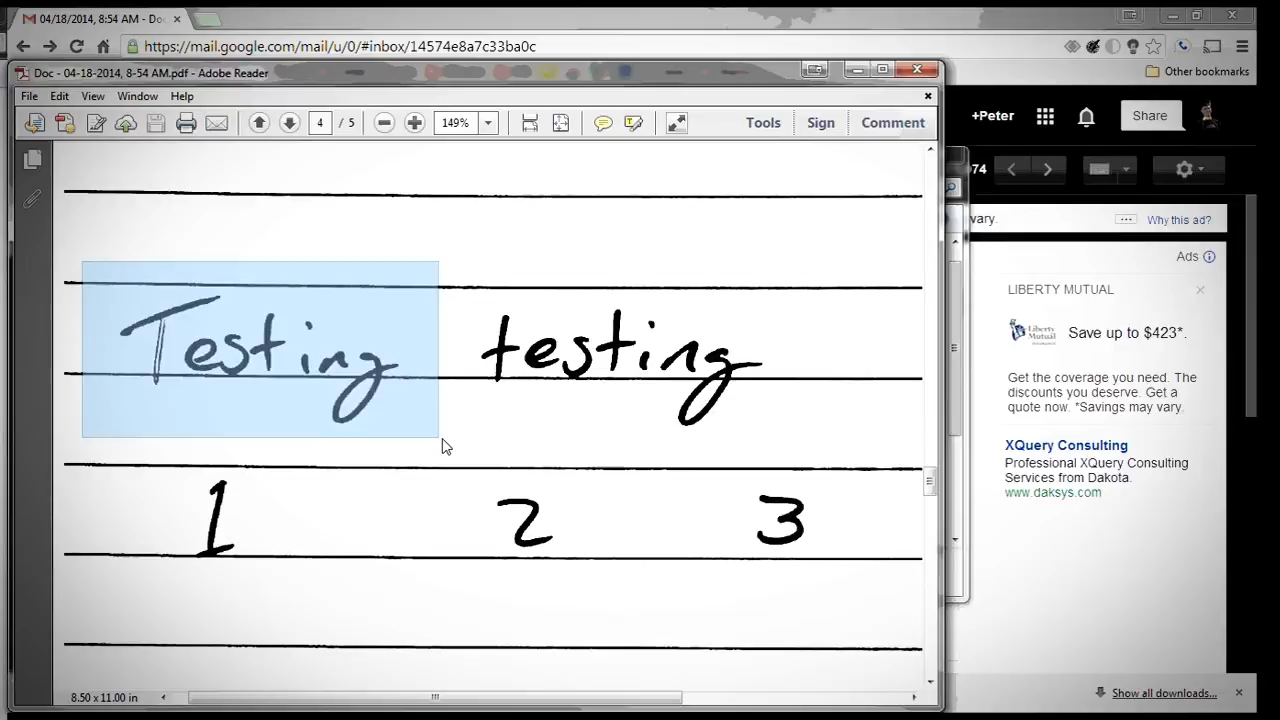 04/18/2014, 8:54 AM - Do
https://mail.google.com/mail/u/0/#inbox/14574e8a7c33ba0c
Other bookmarks
Doc - 04-18-2014, 8-54 AM.pdf - Adobe Reader
File Edit View Window Help
4 / 5 149% Tools Sign Comment
+Peter Share
74
vary. Why this ad?
Ads
LIBERTY MUTUAL
Liberty Mutual
Save up to $423*.
Get the coverage you need. The
discounts you deserve. Get a
quote now. *Savings may vary.
XQuery Consulting
Professional XQuery Consulting
Services from Dakota.
www.daksys.com
Testing testing
1 2 3
8.50 x 11.00 in
Show all downloads...